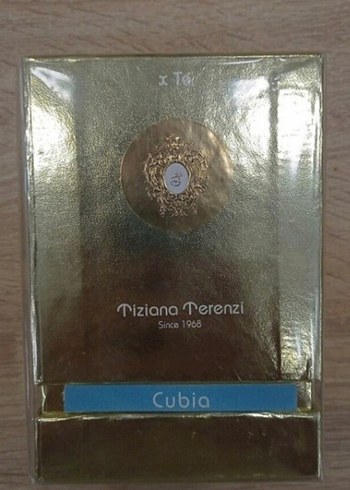 x Te
Tiziana Terenzi
Since 1968
Cubia